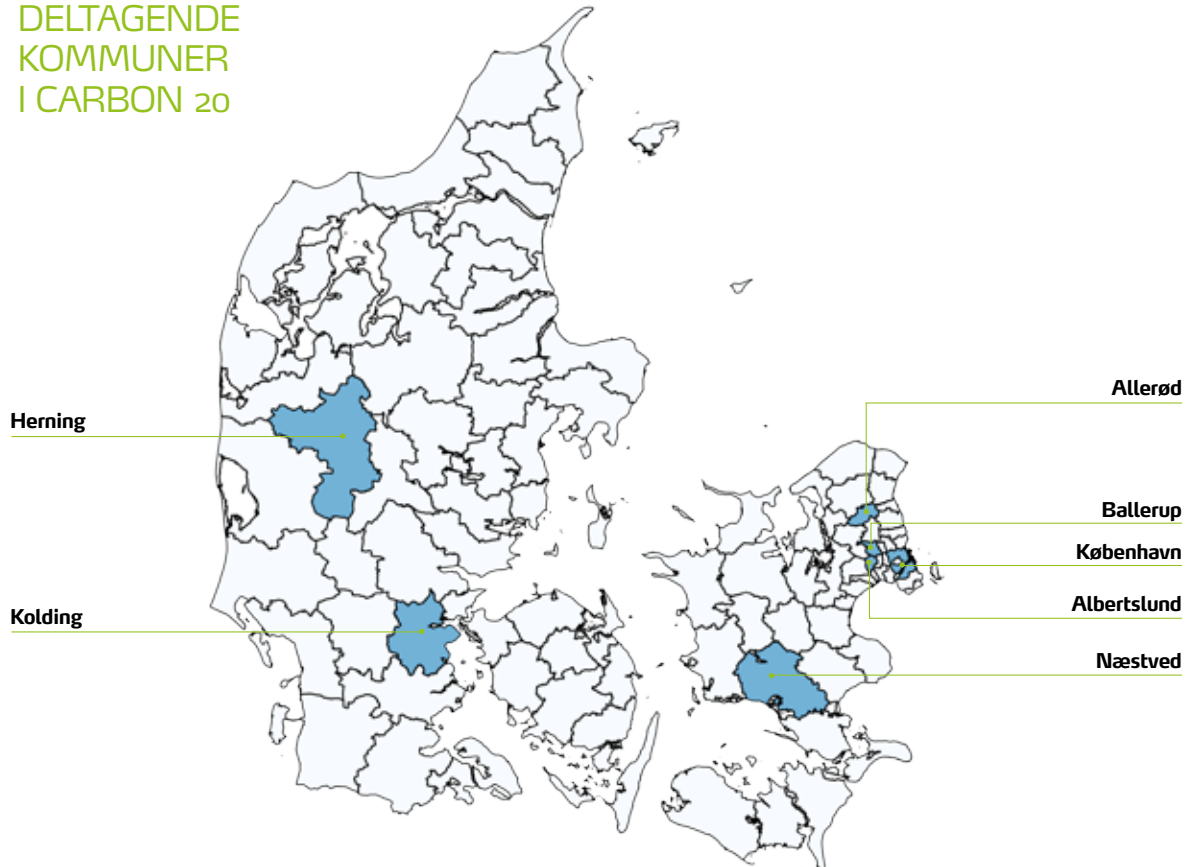 DELTAGENDE
KOMMUNER
I CARBON 20
Herning
Kolding
Allerød
Ballerup
København
Albertslund
Næstved